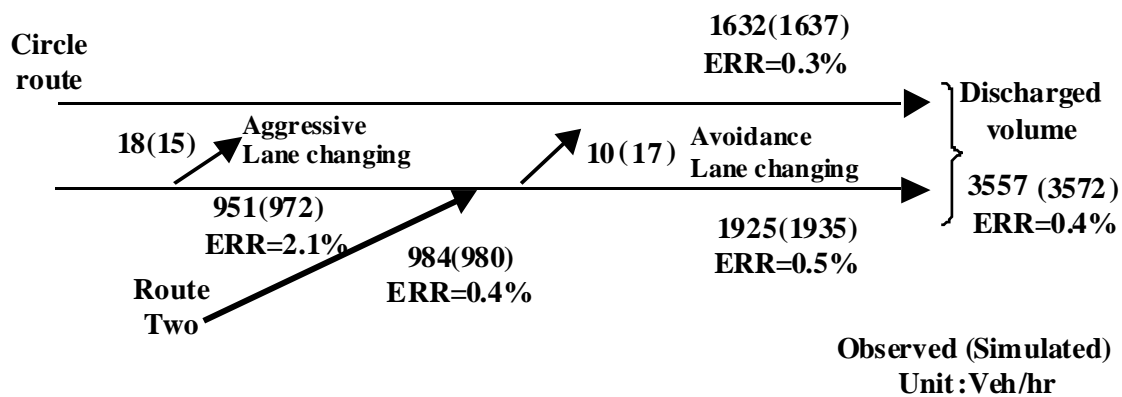 1632(1637)
ERR=0.3%
Circle
route
Discharged
volume
18(15)
Aggressive
Lane changing
10(17)
Avoidance
Lane changing
3557 (3572)
ERR=0.4%
951(972)
ERR=2.1%
1925(1935)
ERR=0.5%
984(980)
ERR=0.4%
Route
Two
Observed (Simulated)
Unit:Veh/hr